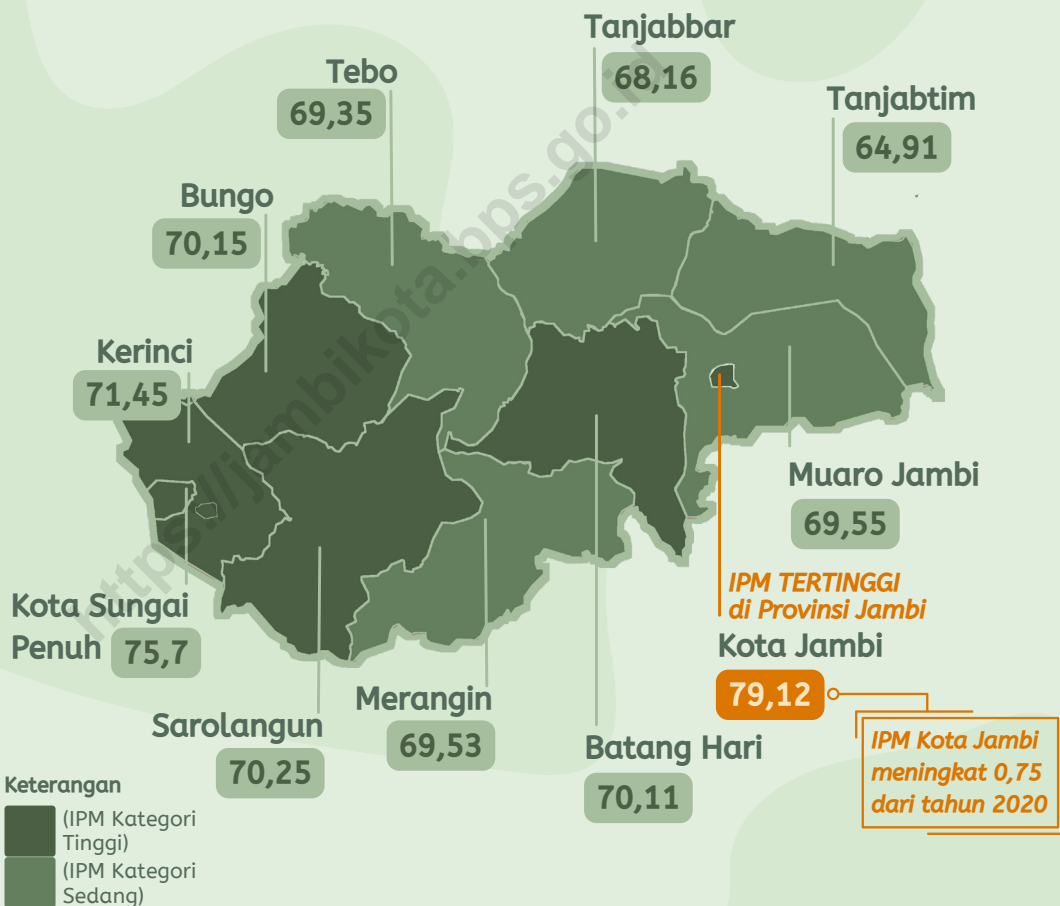 Tanjabbar
68,16
Tebo
69,35
Tanjabtim
64,91
Bungo
70,15
Kerinci
71,45
Muaro Jambi
69,55
IPM TERTINGGI
di Provinsi Jambi
Kota Jambi
79,12
IPM Kota Jambi
meningkat 0,75
dari tahun 2020
Kota Sungai
Penuh 75,7
Merangin
69,53
Sarolangun
70,25
Batang Hari
70,11
Keterangan
(IPM Kategori
Tinggi)
(IPM Kategori
Sedang)
https://jambikota.bps.go.id